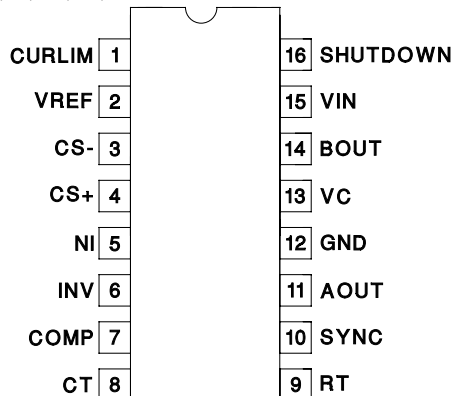 CURLIM 1 16 SHUTDOWN
VREF 2 15 VIN
CS- 3 14 BOUT
CS+ 4 13 VC
NI 5 12 GND
INV 6 11 AOUT
COMP 7 10 SYNC
CT 8 9 RT